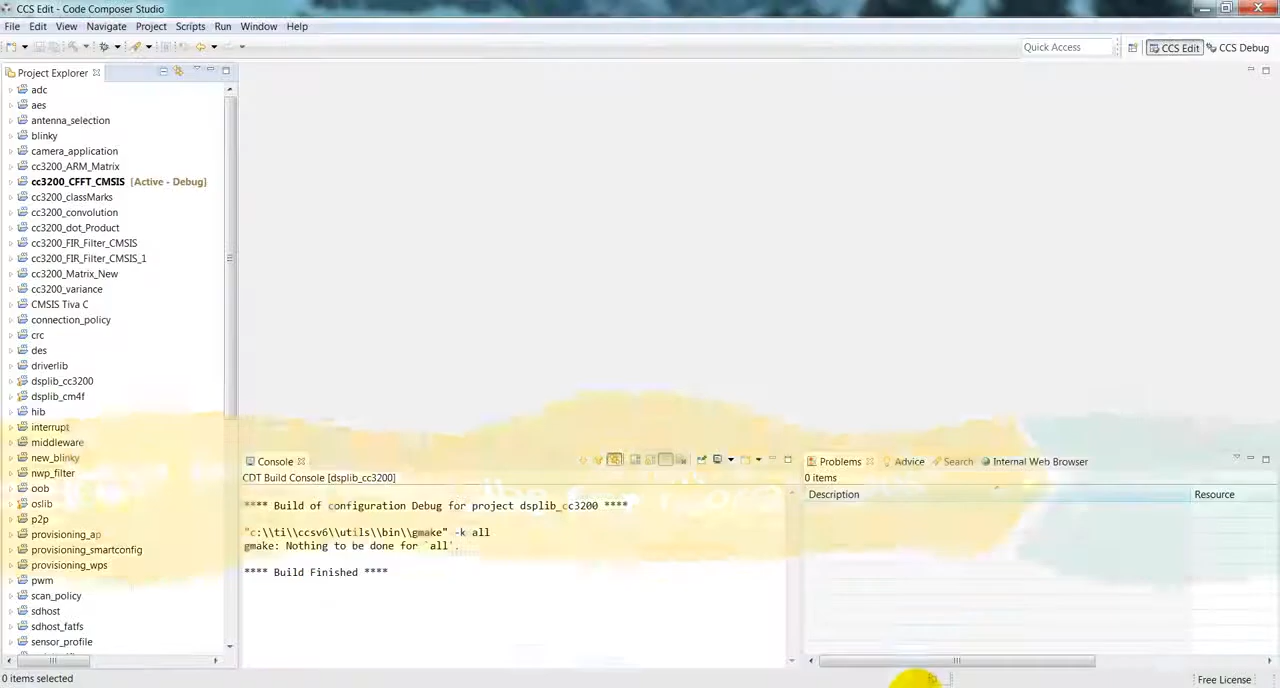 CCS Edit - Code Composer Studio
File Edit View Navigate Project Scripts Run Window Help
Quick Access CCS Edit CCS Debug
Project Explorer
adc
aes
antenna_selection
blinky
camera_application
cc3200_ARM_Matrix
cc3200_CFFT_CMSIS [Active - Debug]
cc3200_classMarks
cc3200_convolution
cc3200_dot_Product
cc3200_FIR_Filter_CMSIS
cc3200_FIR_Filter_CMSIS_1
cc3200_Matrix_New
cc3200_variance
CMSIS Tiva C
connection_policy
crc
des
driverlib
dsplib_cc3200
dsplib_cm4f
hib
interrupt
middleware
new_blinky
nwp_filter
oob
oslib
p2p
provisioning_ap
provisioning_smartconfig
provisioning_wps
pwm
scan_policy
sdhost
sdhost_fatfs
sensor_profile
Console
CDT Build Console [dsplib_cc3200]
**** Build of configuration Debug for project dsplib_cc3200 ****
"c:\\ti\\ccsv6\\utils\\bin\\gmake" -k all
gmake: Nothing to be done for `all'.
**** Build Finished ****
Problems Advice Search Internal Web Browser
0 items
Description Resource
0 items selected
Free License